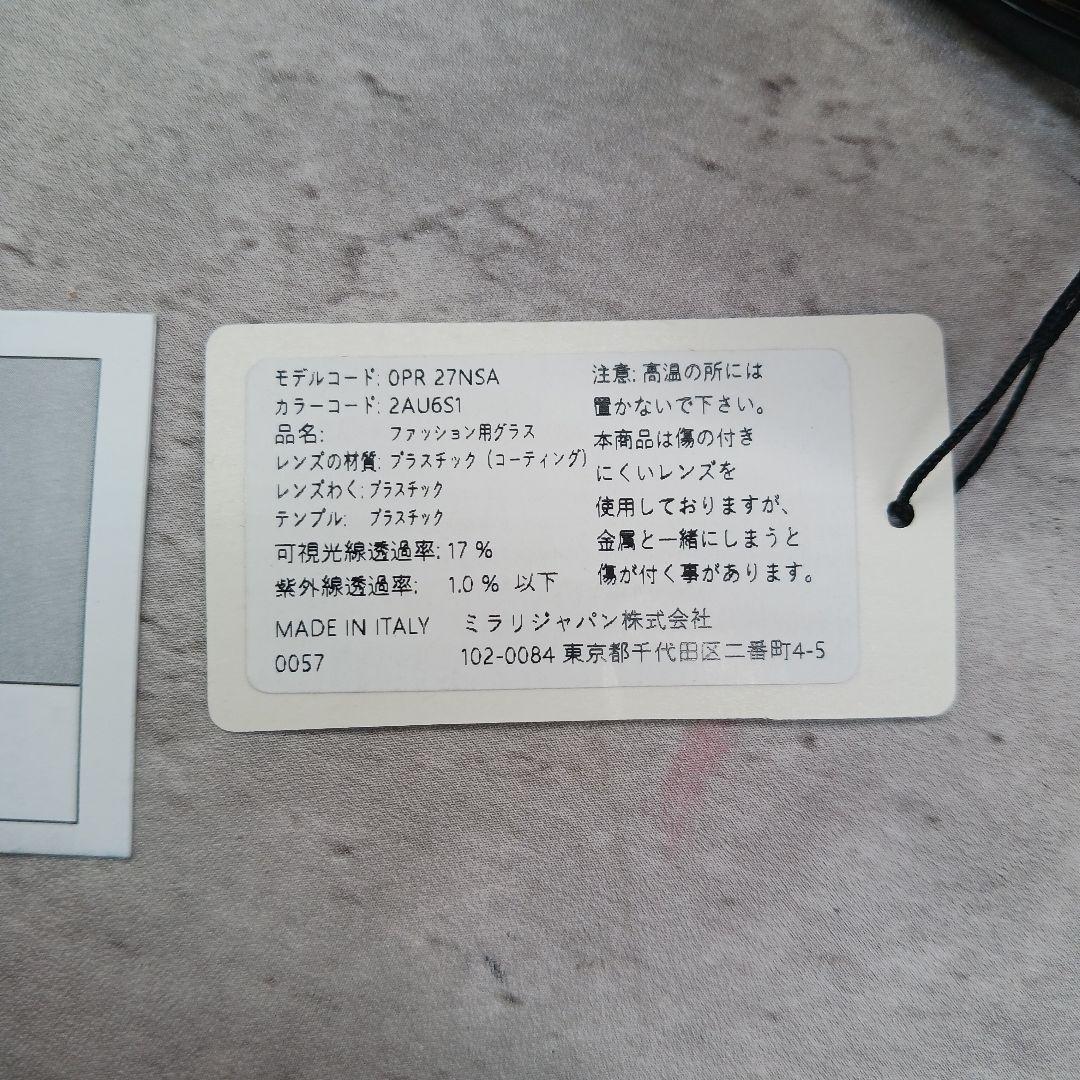 モデルコード: 0PR 27NSA
カラーコード: 2AU6S1
品名: ファッション用グラス
レンズの材質: プラスチック (コーティング)
レンズわく: プラスチック
テンプル: プラスチック
可視光線透過率: 17 %
紫外線透過率: 1.0 % 以下
注意: 高温の所には
置かないで下さい。
本商品は傷の付き
にくいレンズを
使用しておりますが、
金属と一緒にしまうと
傷が付く事があります。
MADE IN ITALY ミラリジャパン株式会社
0057 102-0084 東京都千代田区二番町4-5